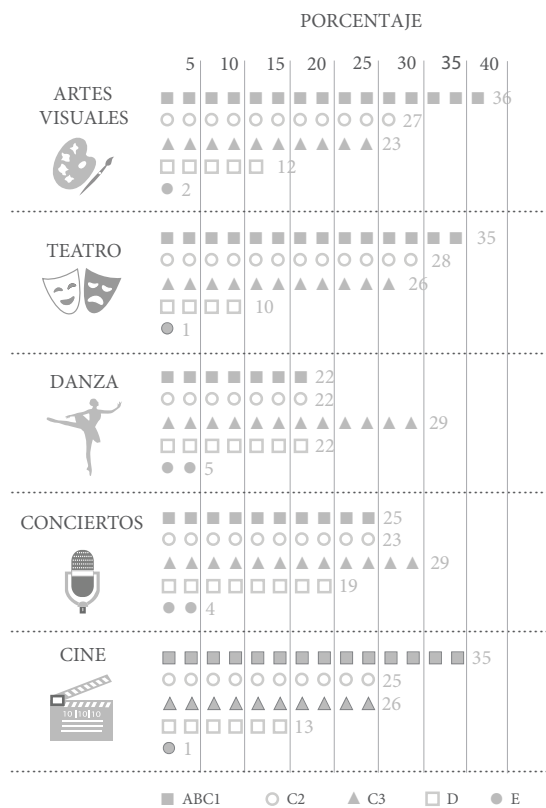 PORCENTAJE
5 10 15 20 25 30 35 40
ARTES
VISUALES
36
27
23
12
2
TEATRO
35
28
26
10
1
DANZA
22
22
29
22
5
CONCIERTOS
25
23
29
19
4
CINE
35
25
26
13
1
10 10 10
ABC1 C2 C3 D E